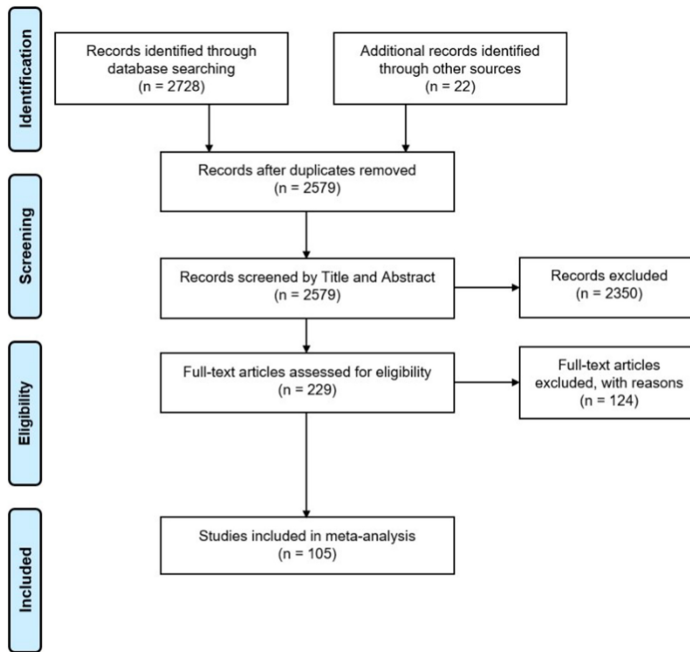 Identification
Records identified through
database searching
(n = 2728)
Additional records identified
through other sources
(n = 22)
Records after duplicates removed
(n = 2579)
Screening
Records screened by Title and Abstract
(n = 2579)
Records excluded
(n = 2350)
Eligibility
Full-text articles assessed for eligibility
(n = 229)
Full-text articles
excluded, with reasons
(n = 124)
Included
Studies included in meta-analysis
(n = 105)